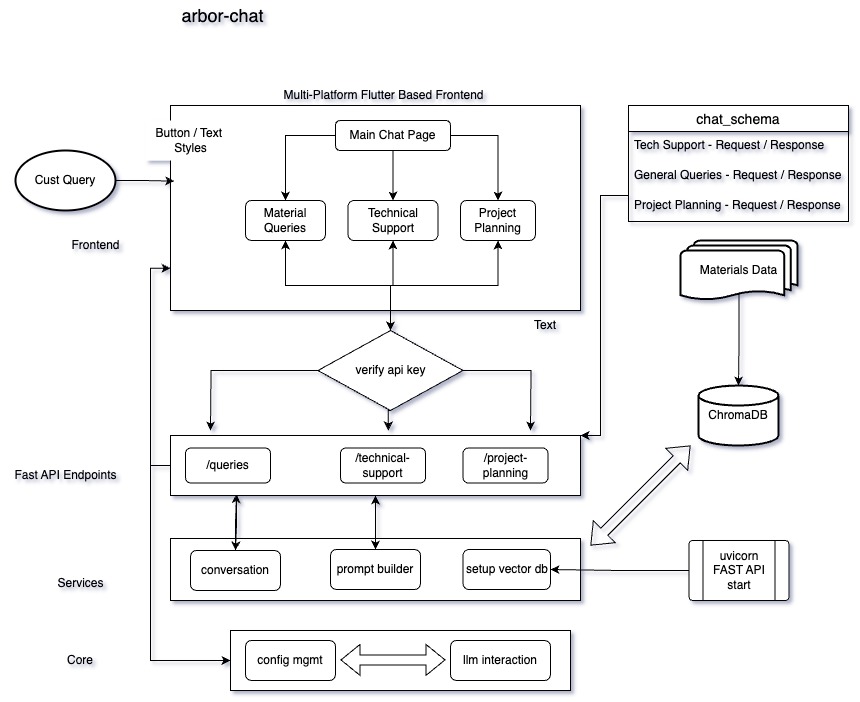 arbor-chat
Multi-Platform Flutter Based Frontend
Button / Text
Styles
Main Chat Page
chat_schema
Tech Support - Request / Response
General Queries - Request / Response
Project Planning - Request / Response
Cust Query
Material
Queries
Technical
Support
Project
Planning
Frontend
Materials Data
Text
verify api key
ChromaDB
Fast API Endpoints
/queries
/technical-
support
/project-
planning
Services
conversation
prompt builder
setup vector db
uvicorn
FAST API
start
Core
config mgmt
llm interaction